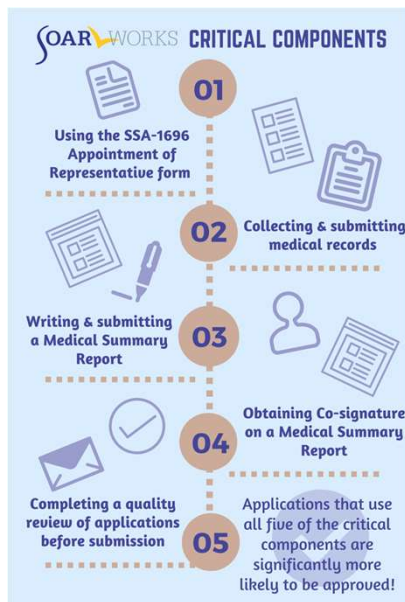 SOAR WORKS CRITICAL COMPONENTS
01
Using the SSA-1696
Appointment of
Representative form
02
Collecting & submitting
medical records
03
Writing & submitting
a Medical Summary
Report
04
Obtaining Co-signature
on a Medical Summary
Report
05
Completing a quality
review of applications
before submission
Applications that use
all five of the critical
components are
significantly more
likely to be approved!